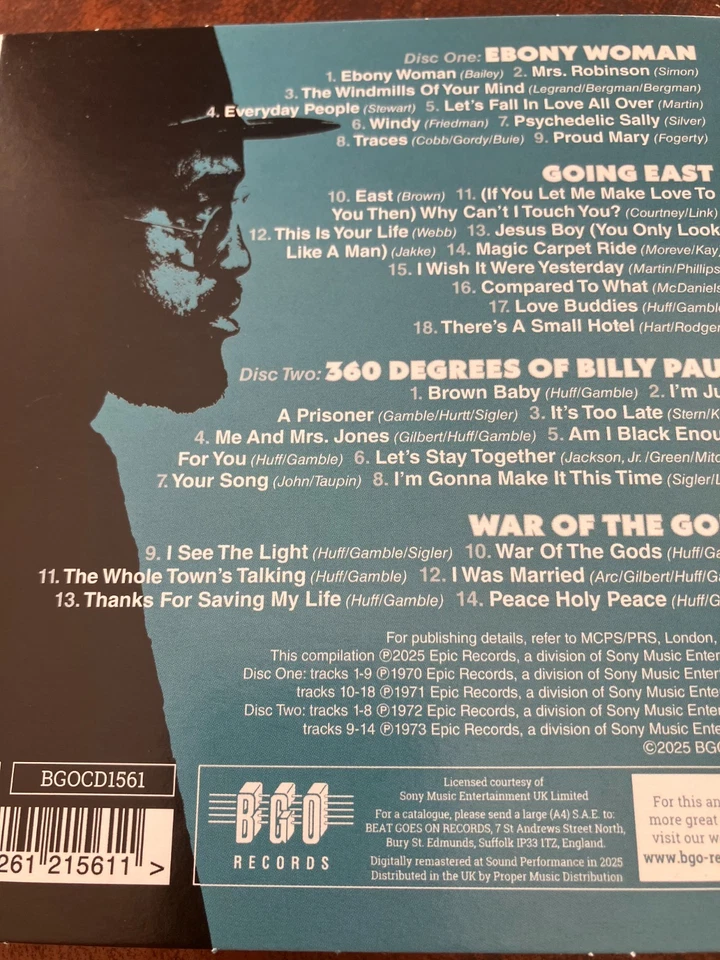 Disc One: EBONY WOMAN
1. Ebony Woman (Bailey) 2. Mrs. Robinson (Simon)
3. The Windmills Of Your Mind (Legrand/Bergman/Bergman)
4. Everyday People (Stewart) 5. Let's Fall In Love All Over (Martin)
6. Windy (Friedman) 7. Psychedelic Sally (Silver)
8. Traces (Cobb/Gordy/Buie) 9. Proud Mary (Fogerty)
GOING EAST
10. East (Brown) 11. (If You Let Me Make Love To
You Then) Why Can't I Touch You? (Courtney/Link)
12. This Is Your Life (Webb) 13. Jesus Boy (You Only Look
Like A Man) (Jakke) 14. Magic Carpet Ride (Moreve/Kay
15. I Wish It Were Yesterday (Martin/Phillips
16. Compared To What (McDaniels
17. Love Buddies (Huff/Gamble
18. There's A Small Hotel (Hart/Rodger
Disc Two: 360 DEGREES OF BILLY PAU
1. Brown Baby (Huff/Gamble) 2. I'm Ju
A Prisoner (Gamble/Hurtt/Sigler) 3. It's Too Late (Stern/K
4. Me And Mrs. Jones (Gilbert/Huff/Gamble) 5. Am I Black Enou
For You (Huff/Gamble) 6. Let's Stay Together (Jackson, Jr./Green/Mitc
7. Your Song (John/Taupin) 8. I'm Gonna Make It This Time (Sigler/L
WAR OF THE GO
9. I See The Light (Huff/Gamble/Sigler) 10. War Of The Gods (Huff/Ga
11. The Whole Town's Talking (Huff/Gamble) 12. I Was Married (Arc/Gilbert/Huff/G
13. Thanks For Saving My Life (Huff/Gamble) 14. Peace Holy Peace (Huff/G
For publishing details, refer to MCPS/PRS, London,
This compilation ℗2025 Epic Records, a division of Sony Music Enter
Disc One: tracks 1-9 ℗1970 Epic Records, a division of Sony Music Enter
tracks 10-18 ℗1971 Epic Records, a division of Sony Music Enter
Disc Two: tracks 1-8 ℗1972 Epic Records, a division of Sony Music Enter
tracks 9-14 ℗1973 Epic Records, a division of Sony Music Enter
©2025 BGO
BGOCD1561
261 215611 >
BGO
RECORDS
Licensed courtesy of
Sony Music Entertainment UK Limited
For a catalogue, please send a large (A4) S.A.E. to:
BEAT GOES ON RECORDS, 7 St Andrews Street North,
Bury St. Edmunds, Suffolk IP33 1TZ, England.
Digitally remastered at Sound Performance in 2025
Distributed in the UK by Proper Music Distribution
For this an
more great
visit our w
www.bgo-re